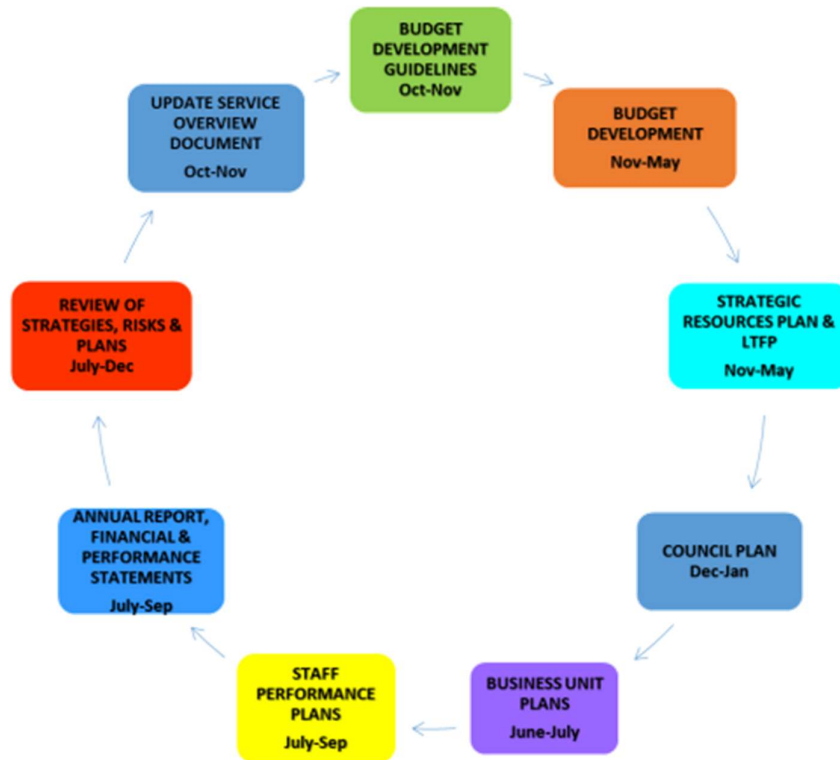 BUDGET
DEVELOPMENT
GUIDELINES
Oct-Nov
BUDGET
DEVELOPMENT
Nov-May
STRATEGIC
RESOURCES PLAN &
LTFP
Nov-May
COUNCIL PLAN
Dec-Jan
BUSINESS UNIT
PLANS
June-July
STAFF
PERFORMANCE
PLANS
July-Sep
ANNUAL REPORT,
FINANCIAL &
PERFORMANCE
STATEMENTS
July-Sep
REVIEW OF
STRATEGIES, RISKS &
PLANS
July-Dec
UPDATE SERVICE
OVERVIEW
DOCUMENT
Oct-Nov